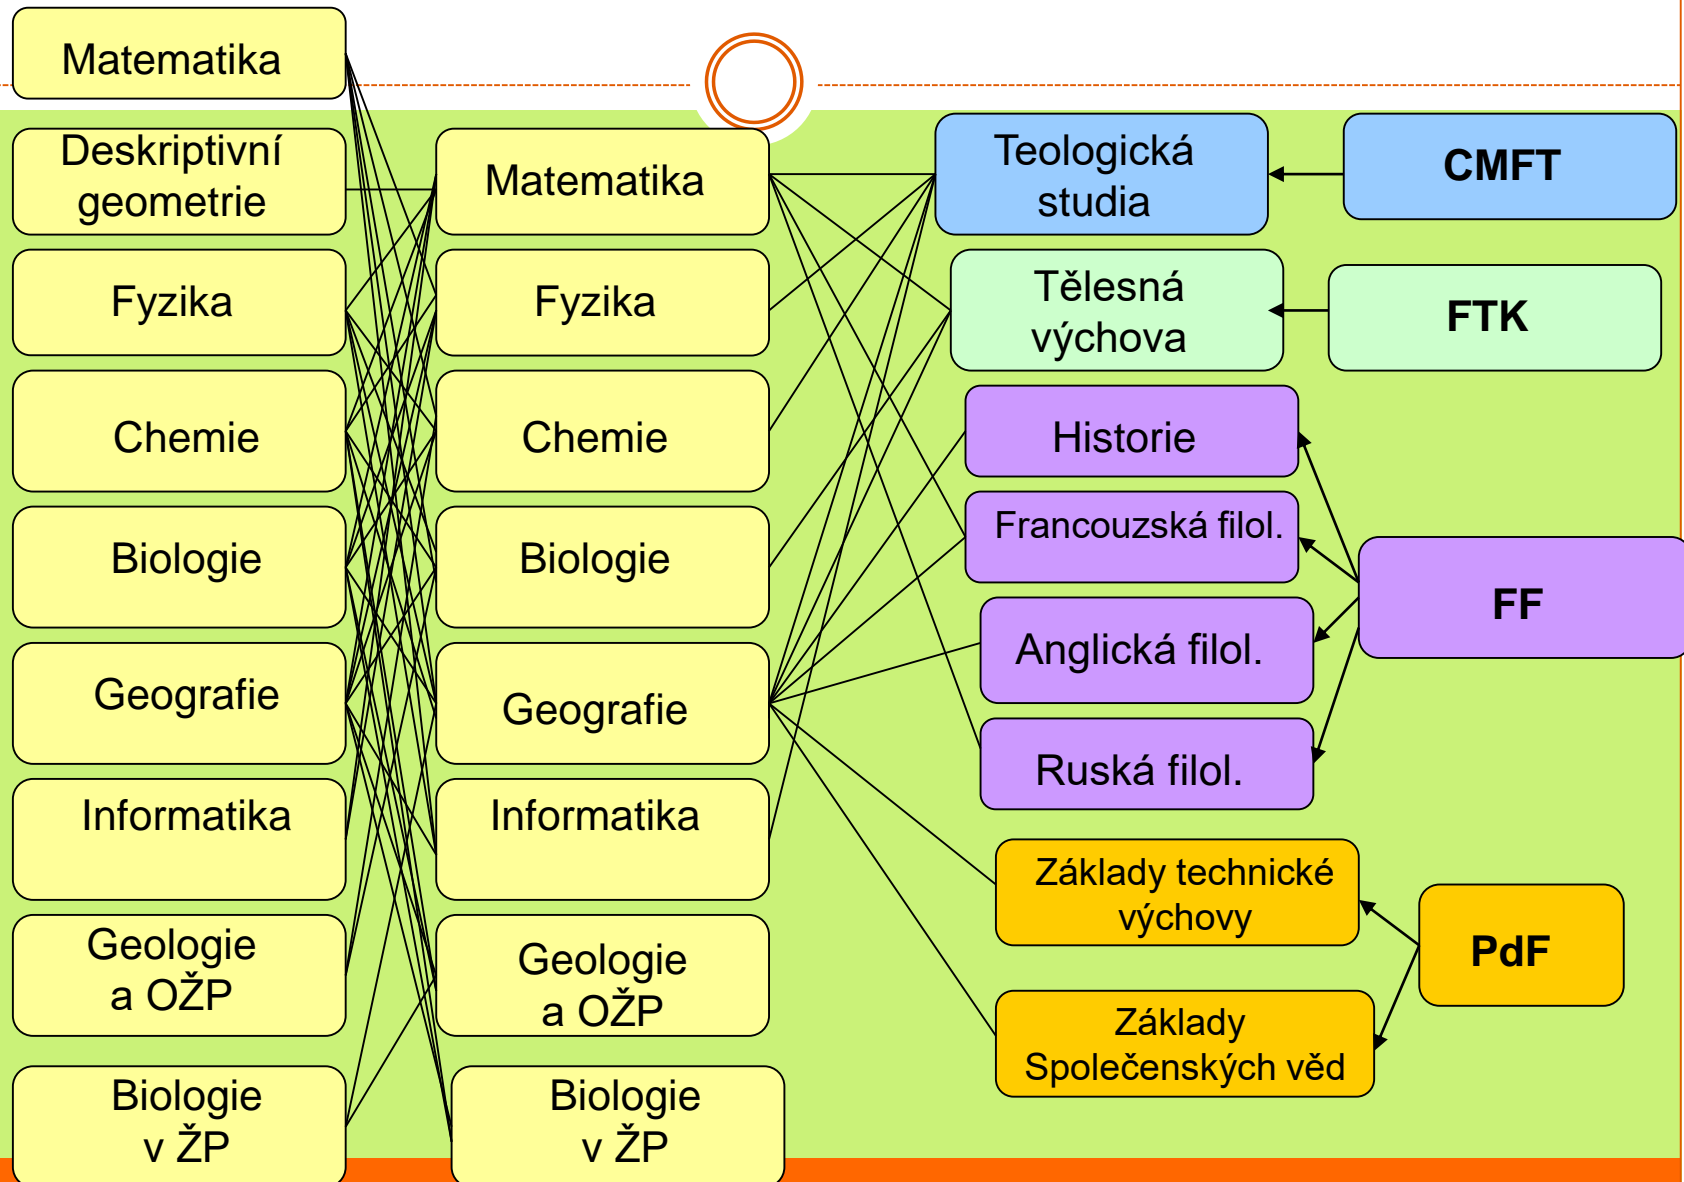 Matematika
Deskriptivní
geometrie
Fyzika
Chemie
Biologie
Geografie
Informatika
Geologie
a OŽP
Biologie
v ŽP
Matematika
Fyzika
Chemie
Biologie
Geografie
Informatika
Geologie
a OŽP
Biologie
v ŽP
Teologická
studia
Tělesná
výchova
Historie
Francouzská filol.
Anglická filol.
Ruská filol.
Základy technické
výchovy
Základy
Společenských věd
CMFT
FTK
FF
PdF